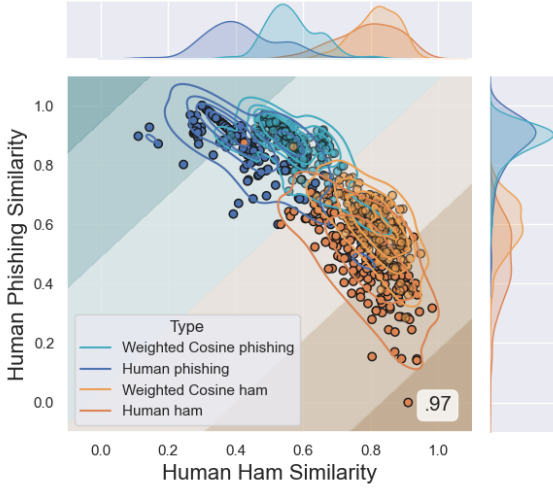 1.0
0.8
0.6
0.4
0.2
0.0
Human Phishing Similarity
Type
Weighted Cosine phishing
Human phishing
Weighted Cosine ham
Human ham
.97
0.0 0.2 0.4 0.6 0.8 1.0
Human Ham Similarity